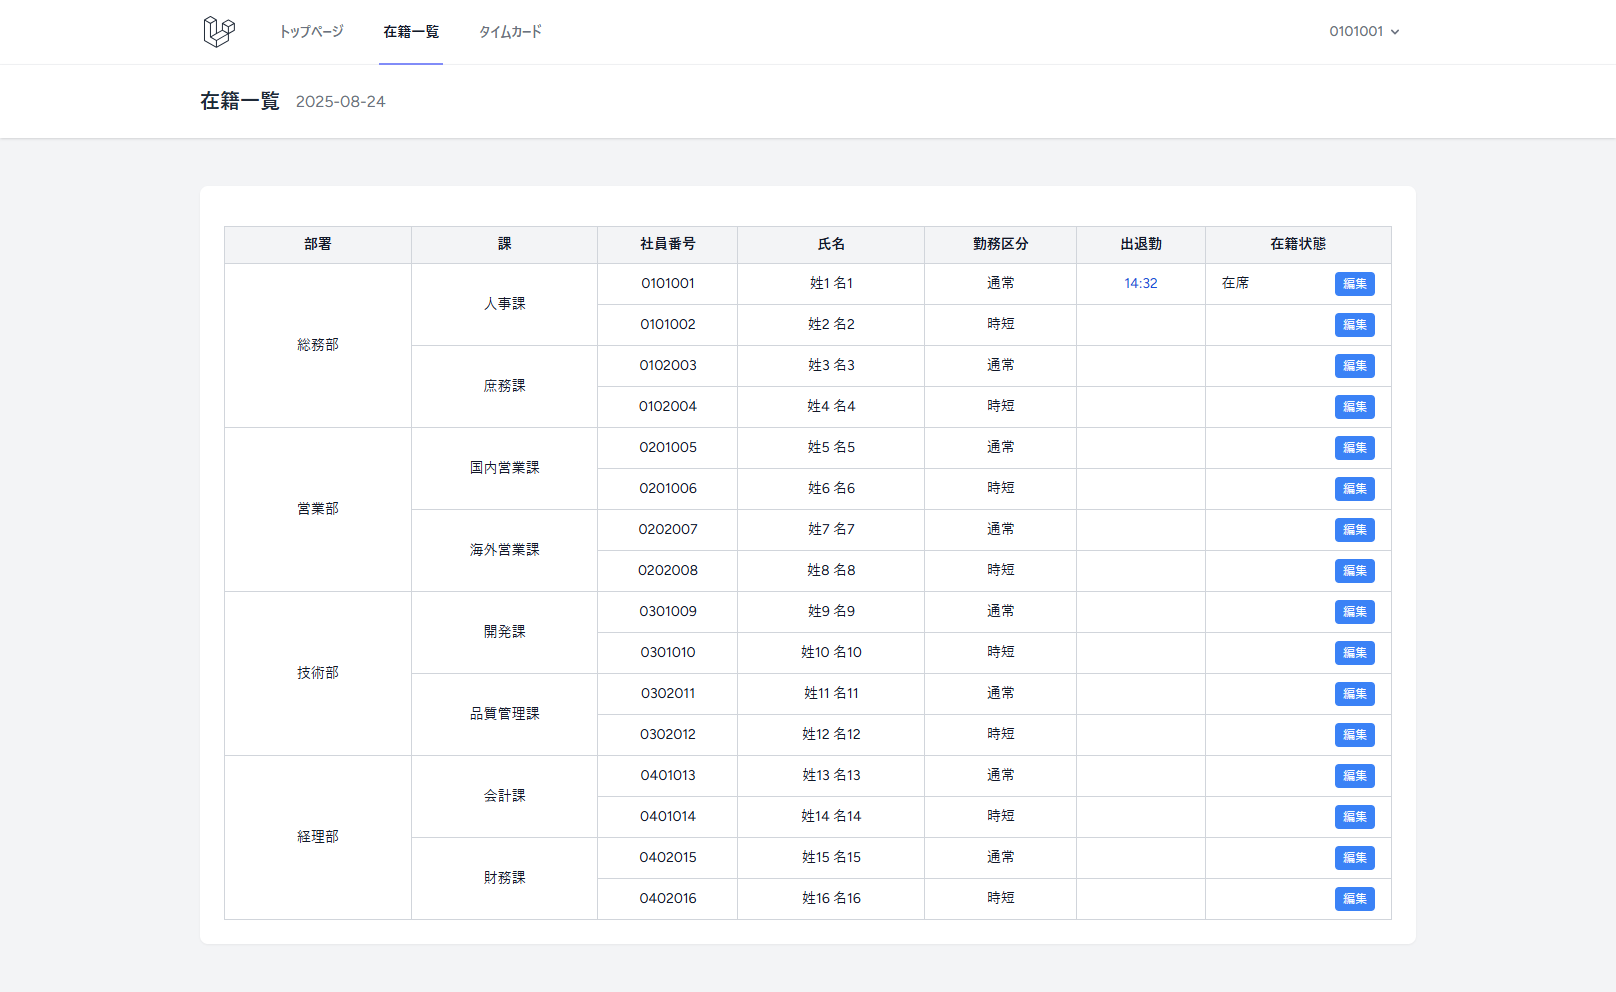 トップページ 在籍一覧 タイムカード 0101001
在籍一覧 2025-08-24
部署 課 社員番号 氏名 勤務区分 出退勤 在籍状態
総務部 人事課 0101001 姓1 名1 通常 14:32 在席 編集
0101002 姓2 名2 時短 編集
庶務課 0102003 姓3 名3 通常 編集
0102004 姓4 名4 時短 編集
営業部 国内営業課 0201005 姓5 名5 通常 編集
0201006 姓6 名6 時短 編集
海外営業課 0202007 姓7 名7 通常 編集
0202008 姓8 名8 時短 編集
技術部 開発課 0301009 姓9 名9 通常 編集
0301010 姓10 名10 時短 編集
品質管理課 0302011 姓11 名11 通常 編集
0302012 姓12 名12 時短 編集
経理部 会計課 0401013 姓13 名13 通常 編集
0401014 姓14 名14 時短 編集
財務課 0402015 姓15 名15 通常 編集
0402016 姓16 名16 時短 編集